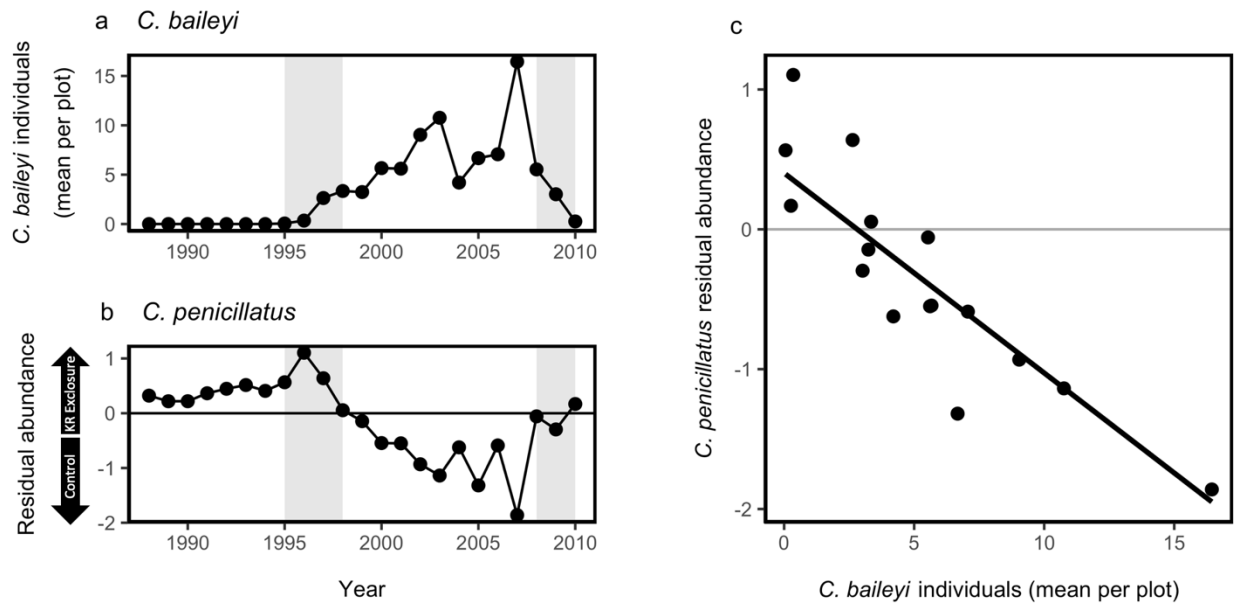 a C. baileyi
C. baileyi individuals
(mean per plot)
15
10
5
0
1990
1995
2000
2005
2010
b C. penicillatus
Residual abundance
KR Exclosure
Control
1
0
-1
-2
1990
1995
2000
2005
2010
Year
c
C. penicillatus residual abundance
1
0
-1
-2
0
5
10
15
C. baileyi individuals (mean per plot)